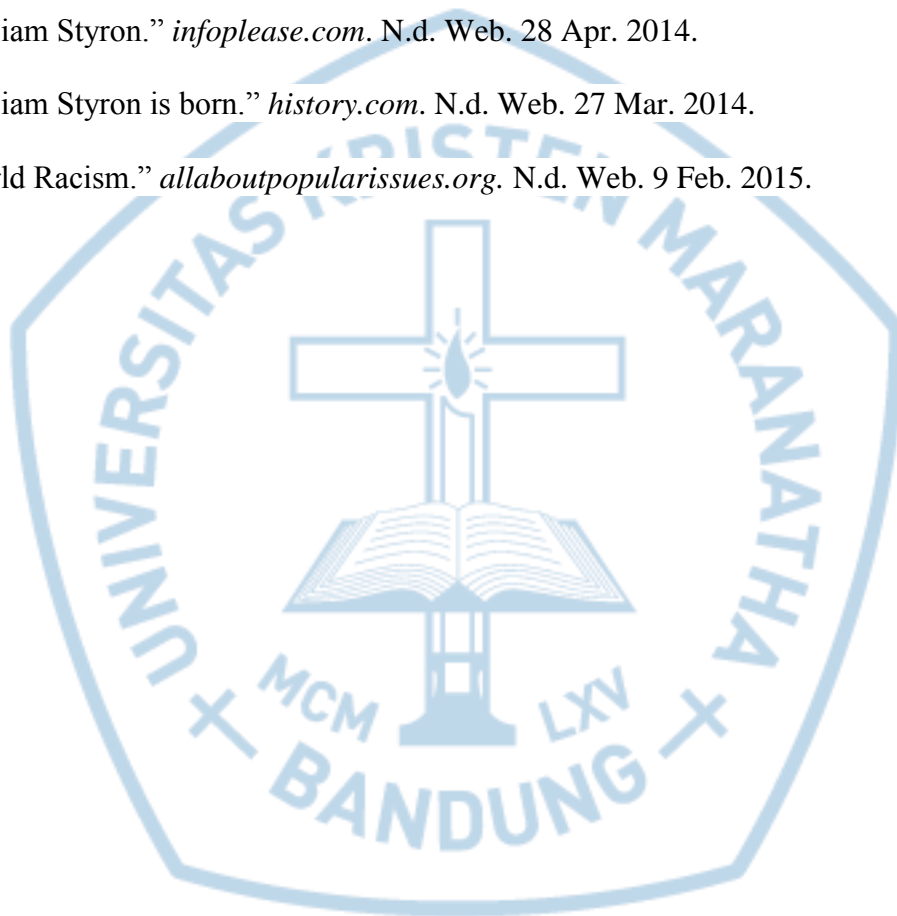 iam Styron.” infoplease.com. N.d. Web. 28 Apr. 2014.
iam Styron is born.” history.com. N.d. Web. 27 Mar. 2014.
ld Racism.” allaboutpopularissues.org. N.d. Web. 9 Feb. 2015.
UNIVERSITAS KRISTEN MARANATHA
MCM LXV
BANDUNG